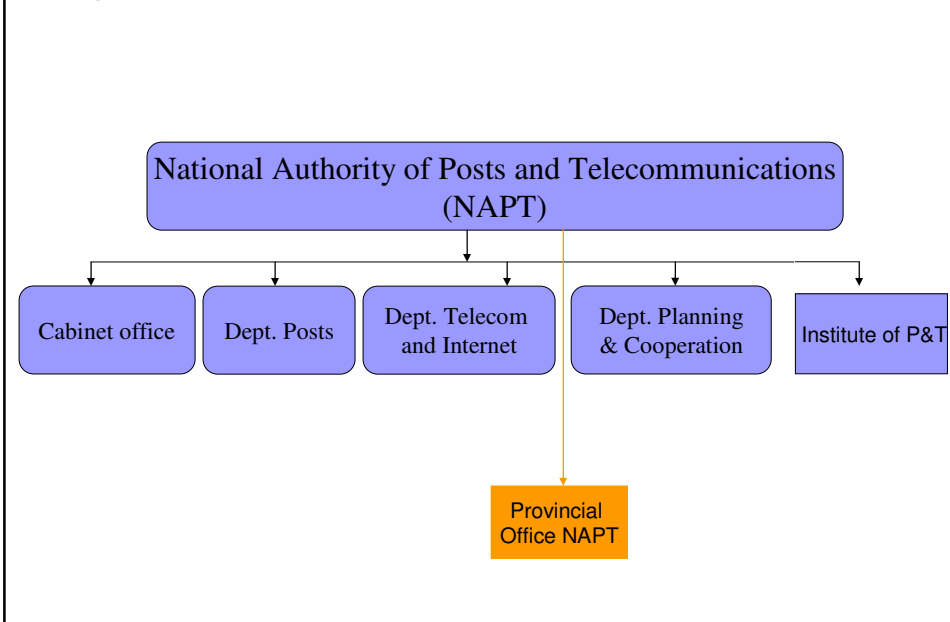 National Authority of Posts and Telecommunications
(NAPT)
Cabinet office
Dept. Posts
Dept. Telecom
and Internet
Dept. Planning
& Cooperation
Institute of P&T
Provincial
Office NAPT